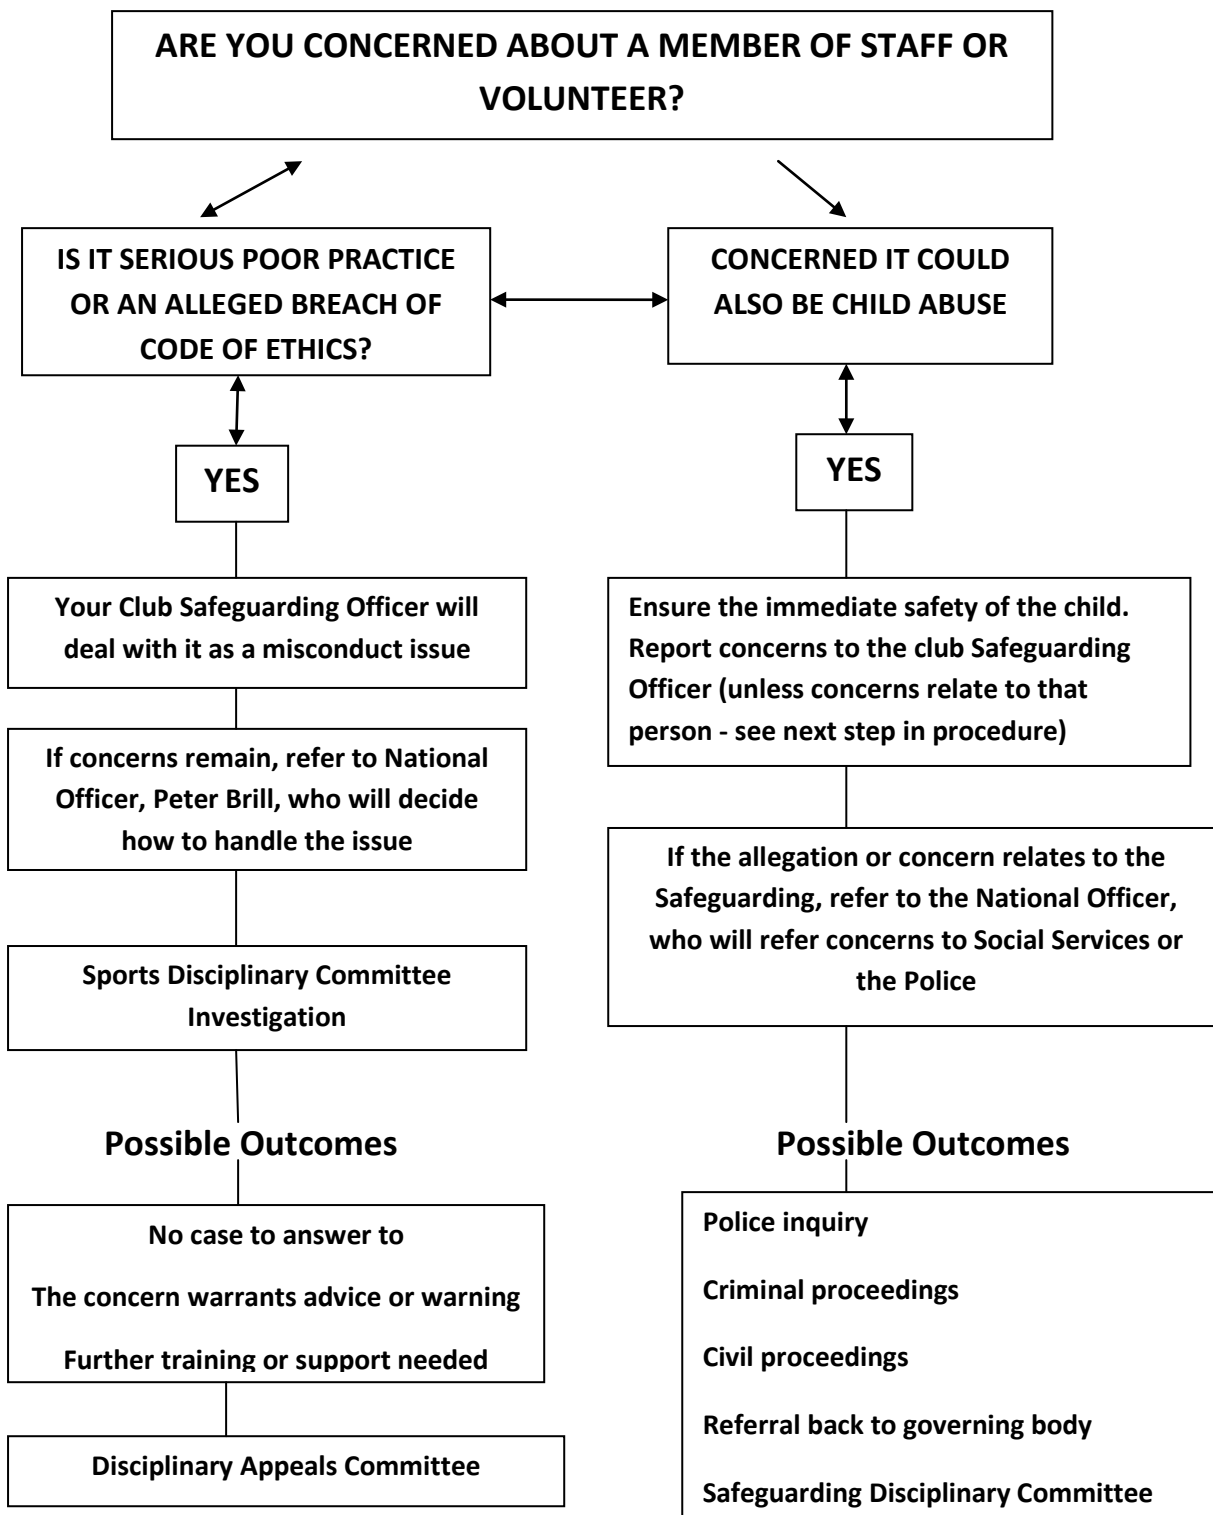 ARE YOU CONCERNED ABOUT A MEMBER OF STAFF OR
VOLUNTEER?
IS IT SERIOUS POOR PRACTICE
OR AN ALLEGED BREACH OF
CODE OF ETHICS?
CONCERNED IT COULD
ALSO BE CHILD ABUSE
YES
YES
Your Club Safeguarding Officer will
deal with it as a misconduct issue
If concerns remain, refer to National
Officer, Peter Brill, who will decide
how to handle the issue
Sports Disciplinary Committee
Investigation
Possible Outcomes
No case to answer to
The concern warrants advice or warning
Further training or support needed
Disciplinary Appeals Committee
Ensure the immediate safety of the child.
Report concerns to the club Safeguarding
Officer (unless concerns relate to that
person - see next step in procedure)
If the allegation or concern relates to the
Safeguarding, refer to the National Officer,
who will refer concerns to Social Services or
the Police
Possible Outcomes
Police inquiry
Criminal proceedings
Civil proceedings
Referral back to governing body
Safeguarding Disciplinary Committee